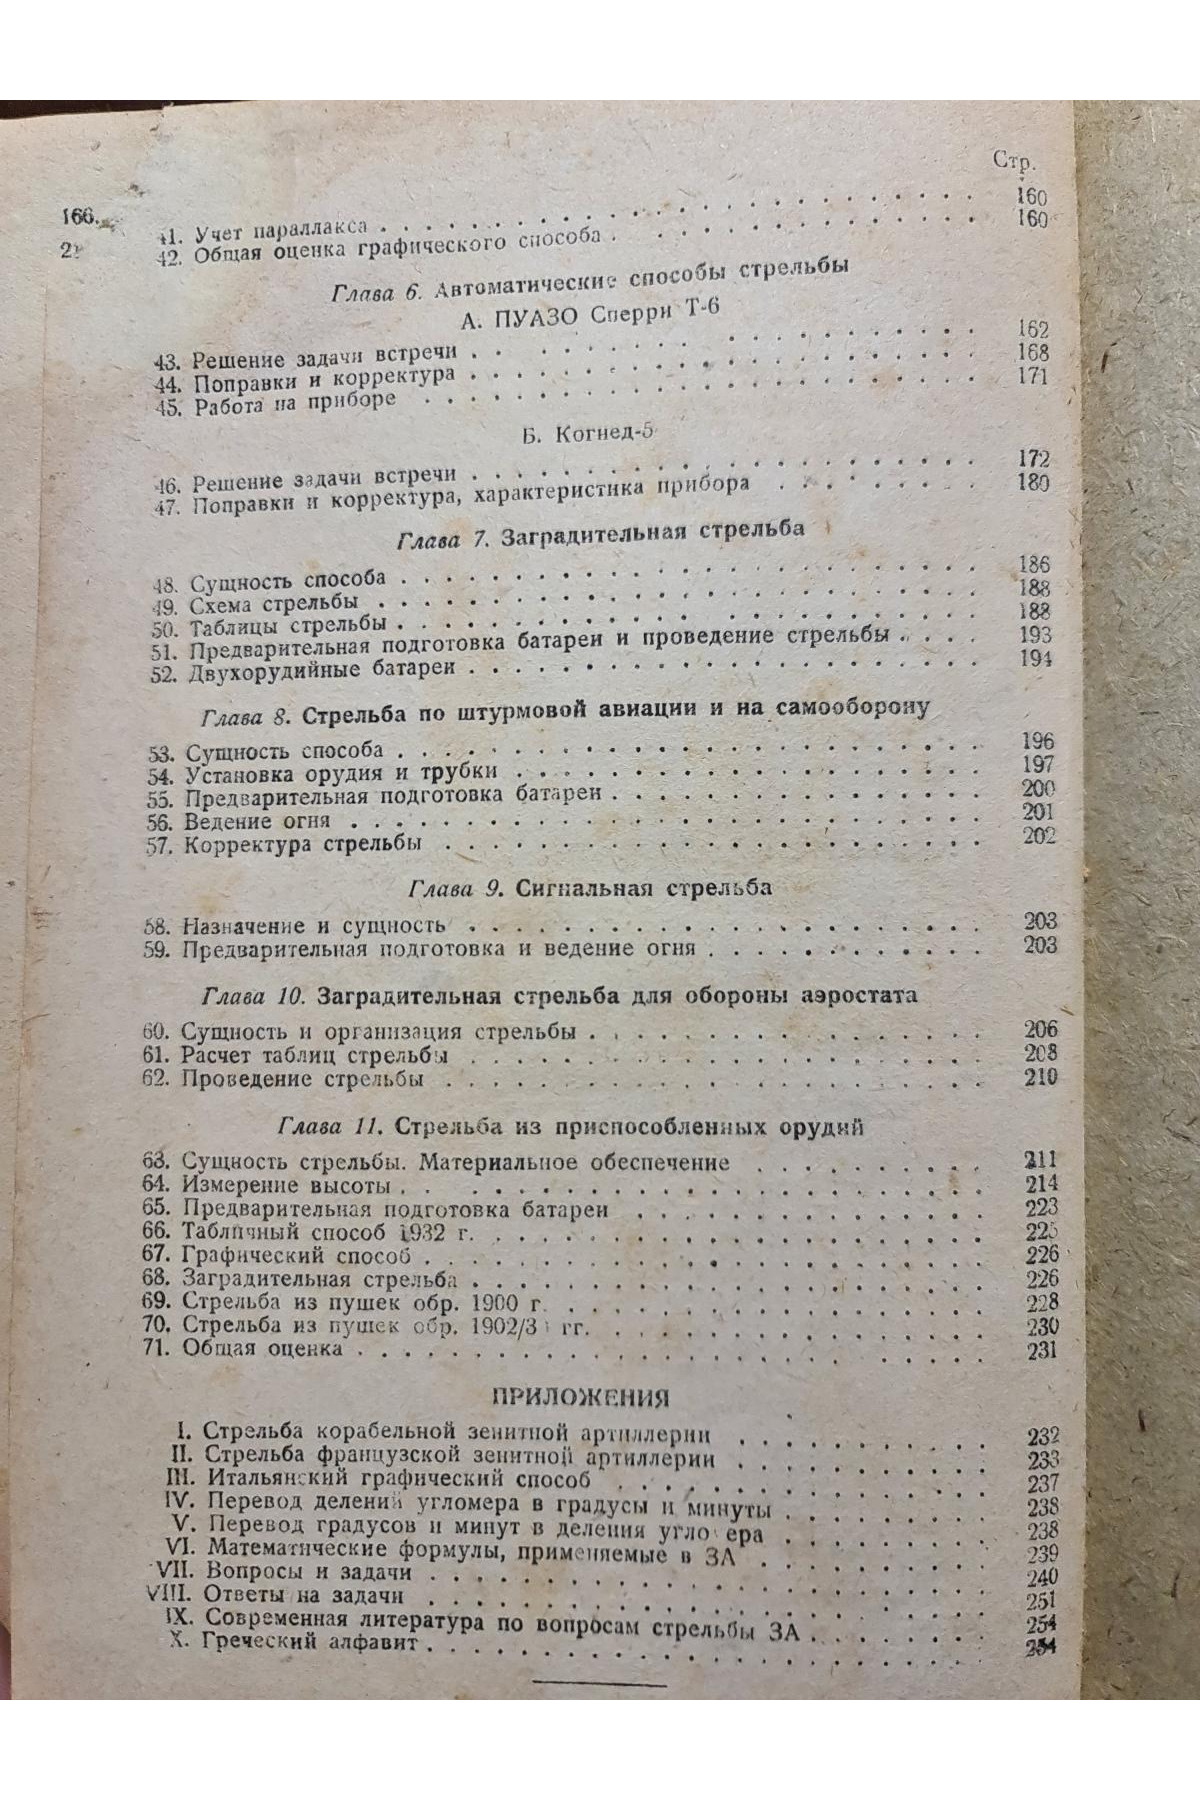 Стр.
166.
41. Учет параллакса . . . . . . . . . . 160
42. Общая оценка графического способа . . . . . . . . . . 160
Глава 6. Автоматические способы стрельбы
А. ПУАЗО Сперри Т-6
43. Решение задачи встречи . . . . . . . . . . 162
44. Поправки и корректура . . . . . . . . . . 168
45. Работа на приборе . . . . . . . . . . 171
Б. Когнед-5
46. Решение задачи встречи . . . . . . . . . . 172
47. Поправки и корректура, характеристика прибора . . . . . . . . . . 180
Глава 7. Заградительная стрельба
48. Сущность способа . . . . . . . . . . 186
49. Схема стрельбы . . . . . . . . . . 188
50. Таблицы стрельбы . . . . . . . . . . 188
51. Предварительная подготовка батареи и проведение стрельбы . . . . 193
52. Двухорудийные батареи . . . . . . . . . . 194
Глава 8. Стрельба по штурмовой авиации и на самооборону
53. Сущность способа . . . . . . . . . . 196
54. Установка орудия и трубки . . . . . . . . . . 197
55. Предварительная подготовка батареи . . . . . . . . . . 200
56. Ведение огня . . . . . . . . . . 201
57. Корректура стрельбы . . . . . . . . . . 202
Глава 9. Сигнальная стрельба
58. Назначение и сущность . . . . . . . . . . 203
59. Предварительная подготовка и ведение огня . . . . . . . . . . 203
Глава 10. Заградительная стрельба для обороны аэростата
60. Сущность и организация стрельбы . . . . . . . . . . 206
61. Расчет таблиц стрельбы . . . . . . . . . . 208
62. Проведение стрельбы . . . . . . . . . . 210
Глава 11. Стрельба из приспособленных орудий
63. Сущность стрельбы. Материальное обеспечение . . . . . . . . . . 211
64. Измерение высоты . . . . . . . . . . 214
65. Предварительная подготовка батареи . . . . . . . . . . 223
66. Табличный способ 1932 г. . . . . . . . . . . 225
67. Графический способ . . . . . . . . . . 226
68. Заградительная стрельба . . . . . . . . . . 226
69. Стрельба из пушек обр. 1900 г. . . . . . . . . . . 228
70. Стрельба из пушек обр. 1902/3 гг. . . . . . . . . . . 230
71. Общая оценка . . . . . . . . . . 231
ПРИЛОЖЕНИЯ
I. Стрельба корабельной зенитной артиллерии . . . . . . . . . . 232
II. Стрельба французской зенитной артиллерии . . . . . . . . . . 233
III. Итальянский графический способ . . . . . . . . . . 237
IV. Перевод делений угломера в градусы и минуты . . . . . . . . . . 238
V. Перевод градусов и минут в деления угло ера . . . . . . . . . . 238
VI. Математические формулы, применяемые в ЗА . . . . . . . . . . 239
VII. Вопросы и задачи . . . . . . . . . . 240
VIII. Ответы на задачи . . . . . . . . . . 251
IX. Современная литература по вопросам стрельбы ЗА . . . . . . . . . . 254
X. Греческий алфавит . . . . . . . . . . 254